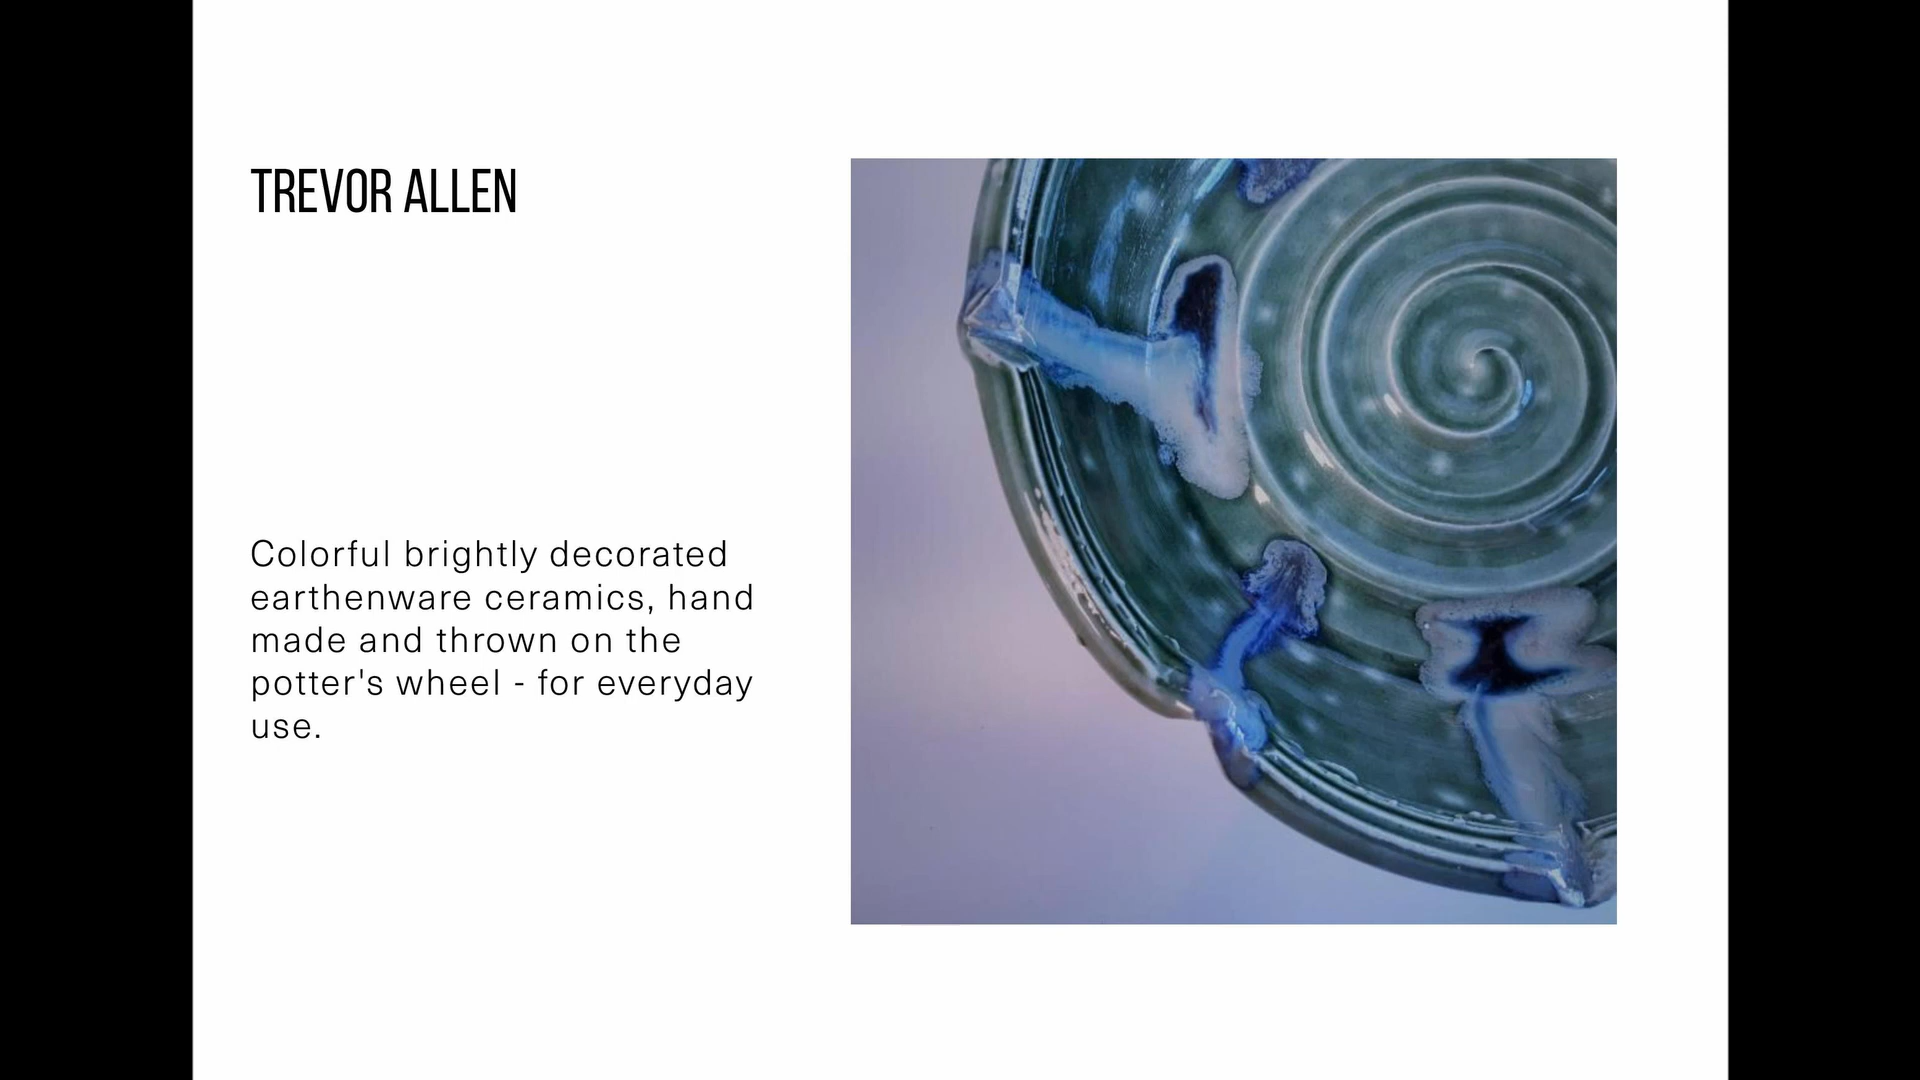 TREVOR ALLEN
Colorful brightly decorated
earthenware ceramics, hand
made and thrown on the
potter's wheel - for everyday
use.